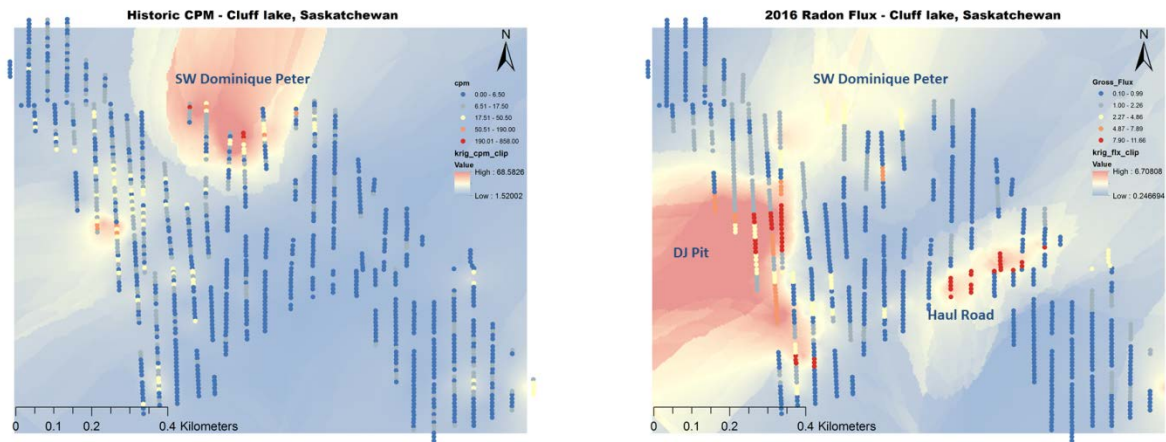 Historic CPM - Cluff lake, Saskatchewan
N
SW Dominique Peter
cpm
0.00 - 6.50
6.51 - 17.50
17.51 - 50.50
50.51 - 190.00
190.01 - 859.00
krig_cpm_clip
Value
High : 68.5826
Low : 1.52002
0 0.1 0.2 0.4 Kilometers
2016 Radon Flux - Cluff lake, Saskatchewan
N
SW Dominique Peter
Gross_Flux
0.10 - 0.99
1.00 - 2.26
2.27 - 4.86
4.87 - 7.89
7.90 - 11.66
krig_flx_clip
Value
High : 6.70808
Low : 0.246694
DJ Pit
Haul Road
0 0.1 0.2 0.4 Kilometers